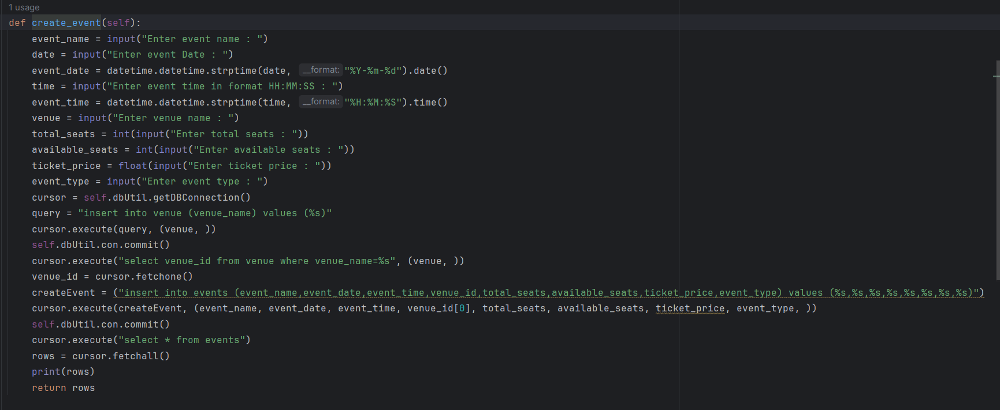 1 usage
def create_event(self):
event_name = input("Enter event name : ")
date = input("Enter event Date : ")
event_date = datetime.datetime.strptime(date, __format: "%Y-%m-%d").date()
time = input("Enter event time in format HH:MM:SS : ")
event_time = datetime.datetime.strptime(time, __format: "%H:%M:%S").time()
venue = input("Enter venue name : ")
total_seats = int(input("Enter total seats : "))
available_seats = int(input("Enter available seats : "))
ticket_price = float(input("Enter ticket price : "))
event_type = input("Enter event type : ")
cursor = self.dbUtil.getDBConnection()
query = "insert into venue (venue_name) values (%s)"
cursor.execute(query, (venue, ))
self.dbUtil.con.commit()
cursor.execute("select venue_id from venue where venue_name=%s", (venue, ))
venue_id = cursor.fetchone()
createEvent = ("insert into events (event_name,event_date,event_time,venue_id,total_seats,available_seats,ticket_price,event_type) values (%s,%s,%s,%s,%s,%s,%s,%s)")
cursor.execute(createEvent, (event_name, event_date, event_time, venue_id[0], total_seats, available_seats, ticket_price, event_type, ))
self.dbUtil.con.commit()
cursor.execute("select * from events")
rows = cursor.fetchall()
print(rows)
return rows